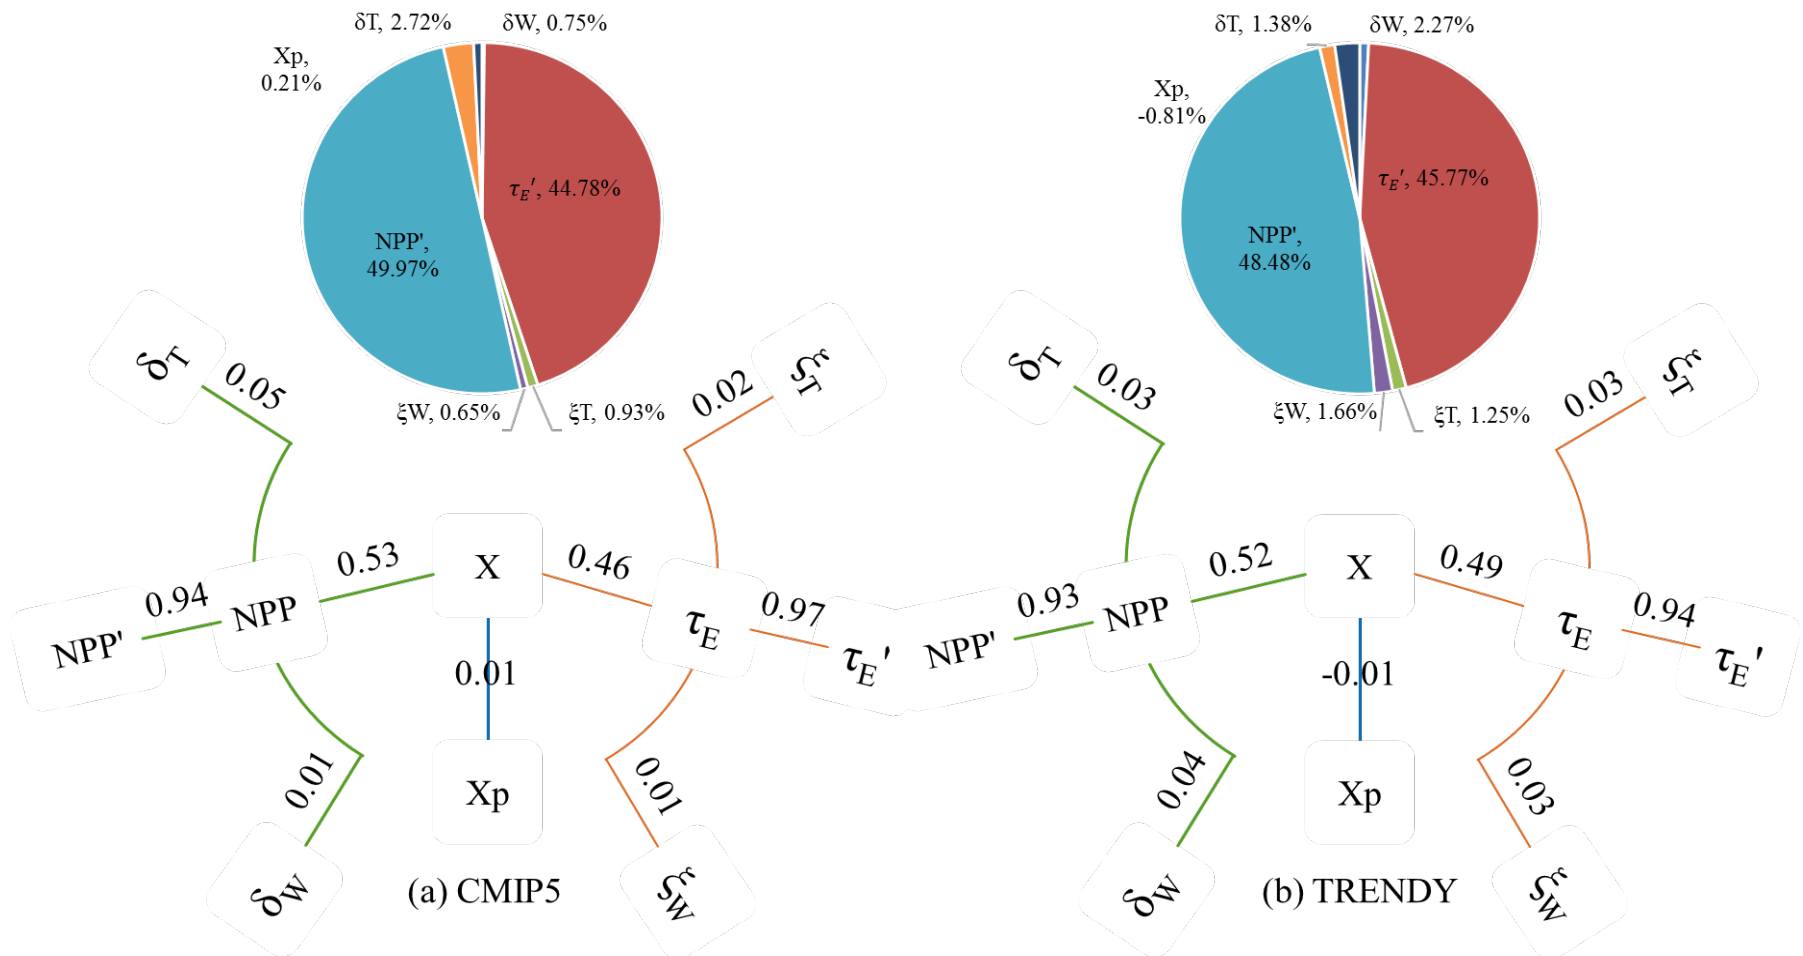 δT, 2.72%
δW, 0.75%
Xp,
0.21%
τE', 44.78%
NPP',
49.97%
ξW, 0.65%
ξT, 0.93%
δT
0.05
0.02
ξT
0.53
X
0.46
0.94
NPP
NPP'
τE
0.97
τE'
0.01
Xp
0.01
δW
0.01
ξW
(a) CMIP5
δT, 1.38%
δW, 2.27%
Xp,
-0.81%
τE', 45.77%
NPP',
48.48%
ξW, 1.66%
ξT, 1.25%
δT
0.03
0.03
ξT
0.52
X
0.49
0.93
NPP
NPP'
τE
0.94
τE'
-0.01
Xp
0.04
δW
0.03
ξW
(b) TRENDY